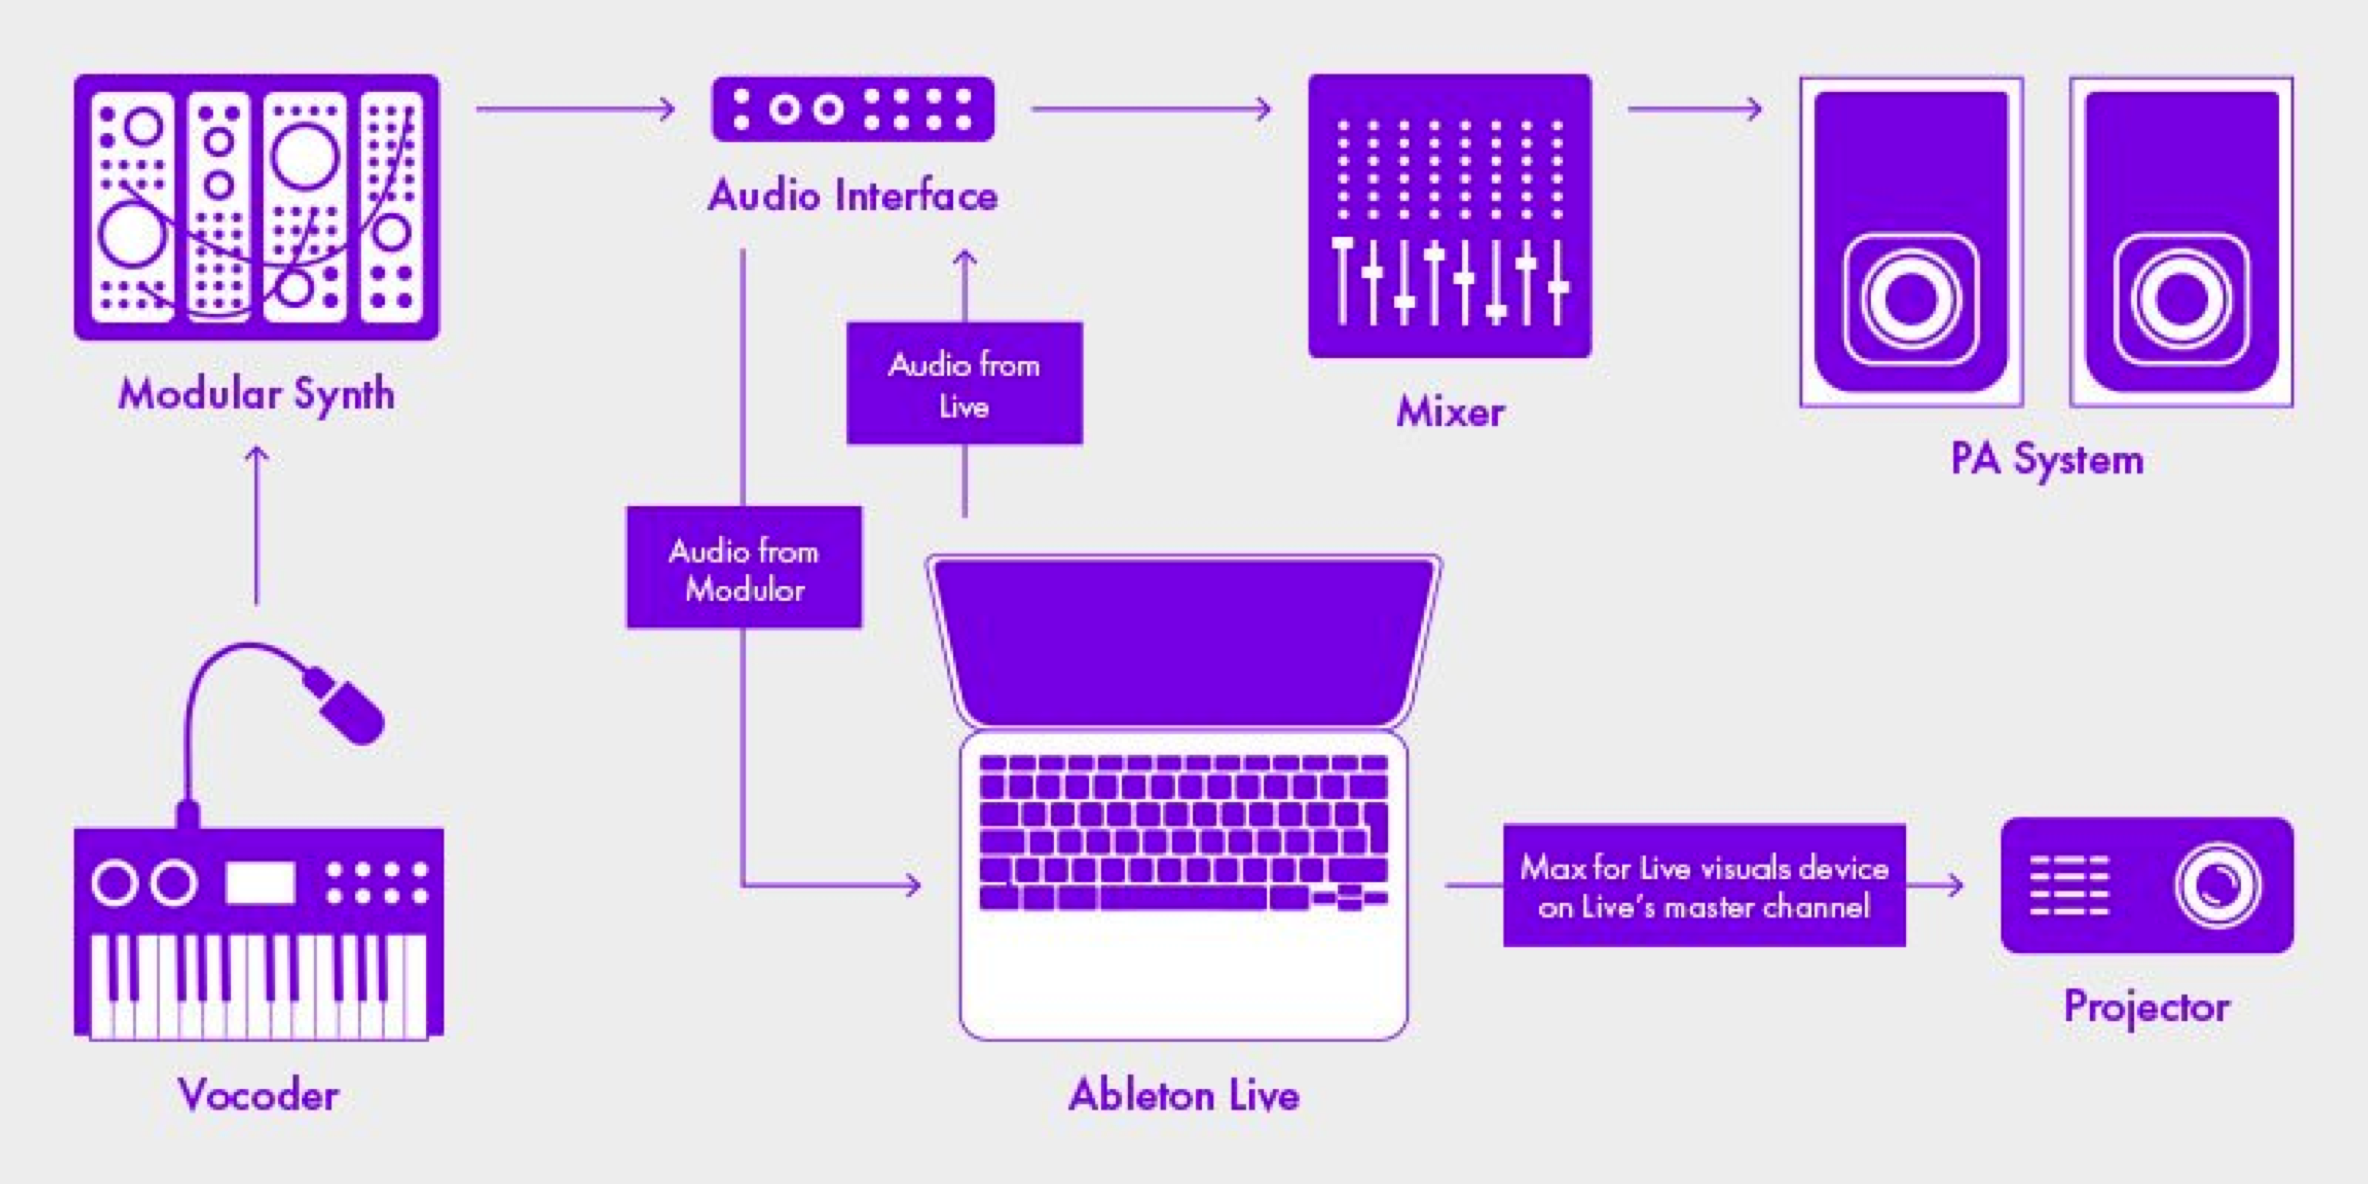 Audio Interface
Modular Synth
Audio from
Live
Mixer
PA System
Audio from
Modulor
Max for Live visuals device
on Live's master channel
Projector
Vocoder
Ableton Live